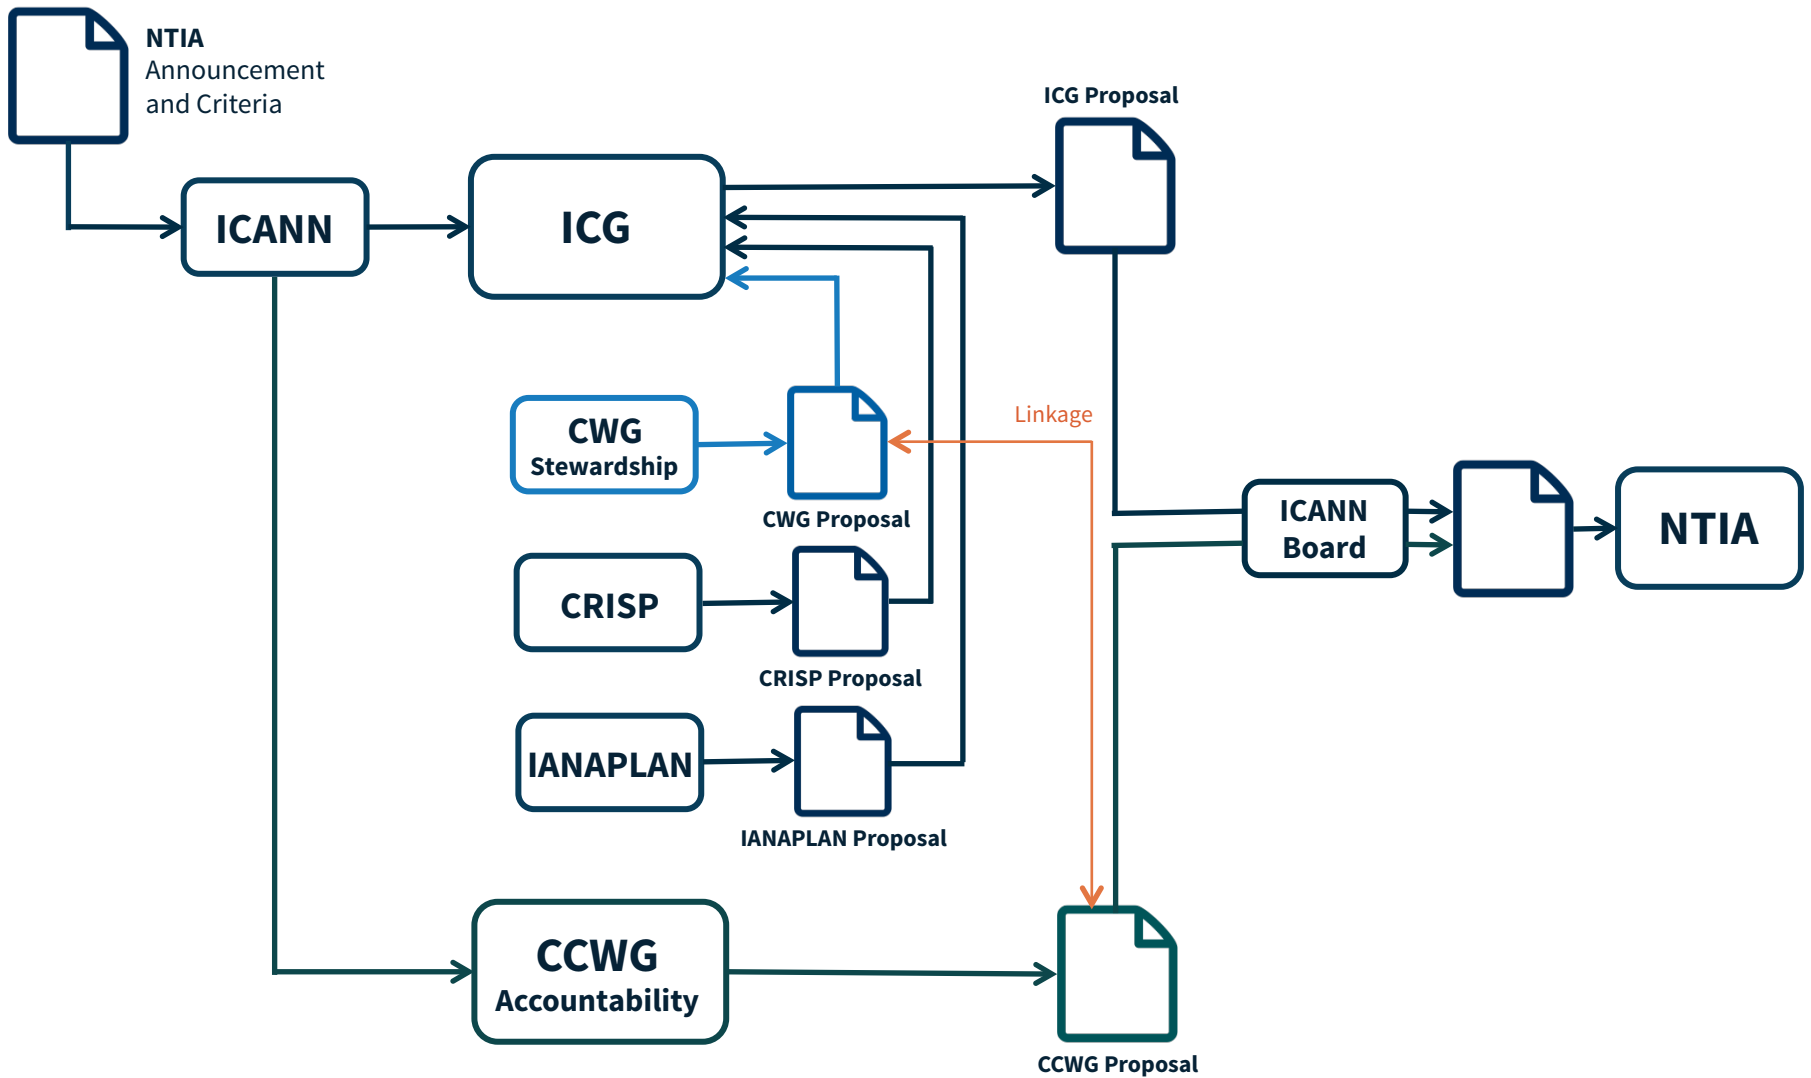 NTIA
Announcement
and Criteria
ICG Proposal
ICANN
ICG
Linkage
CWG
Stewardship
CWG Proposal
ICANN
Board
NTIA
CRISP
CRISP Proposal
IANAPLAN
IANAPLAN Proposal
CCWG
Accountability
CCWG Proposal